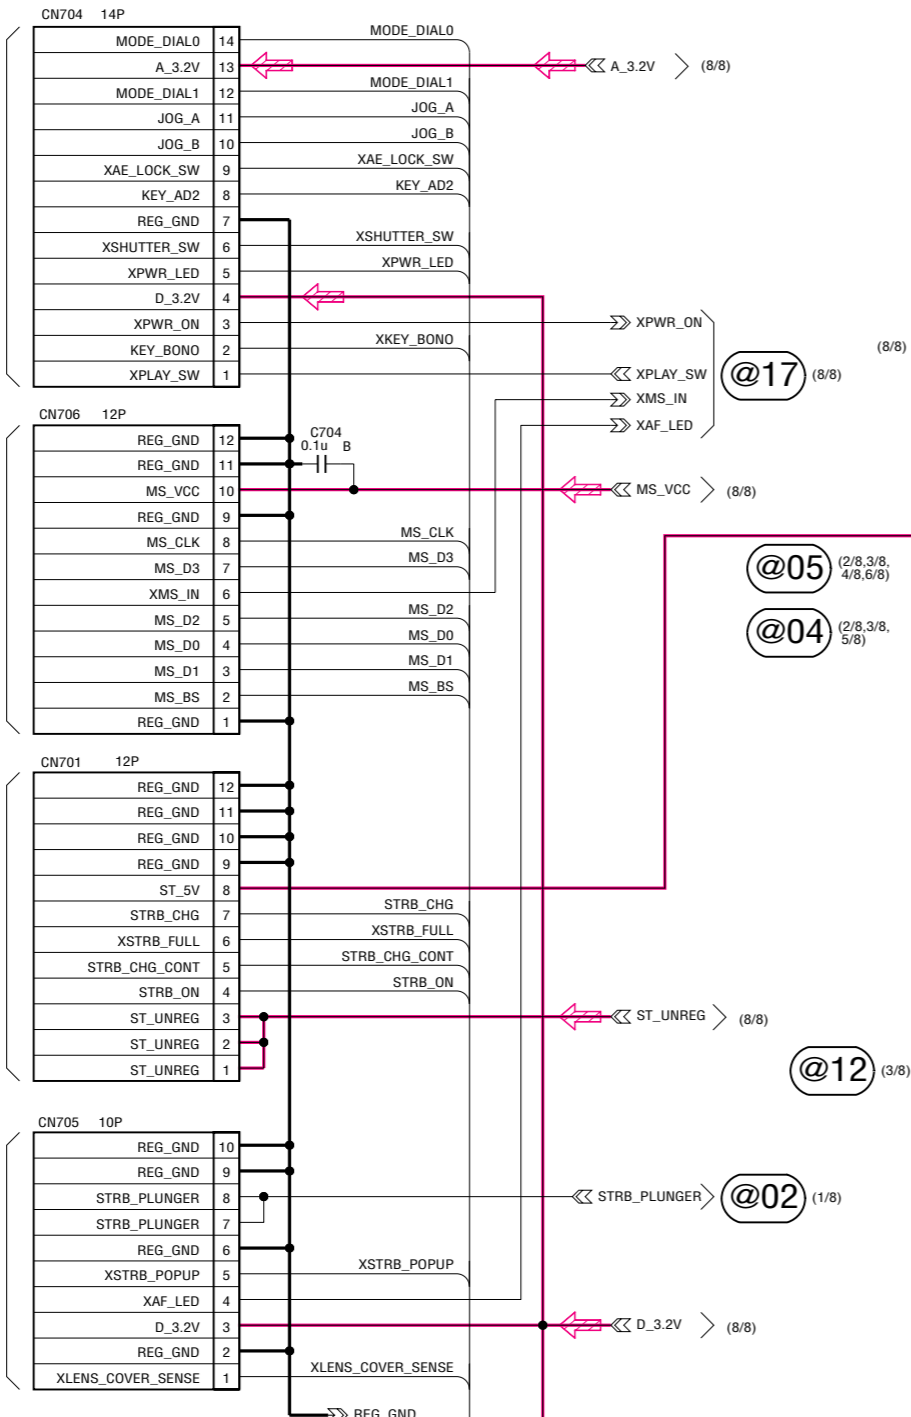 CN704 14P
MODE_DIAL0 14 MODE_DIAL0
A_3.2V 13 A_3.2V (8/8)
MODE_DIAL1 12 MODE_DIAL1
JOG_A 11 JOG_A
JOG_B 10 JOG_B
XAE_LOCK_SW 9 XAE_LOCK_SW
KEY_AD2 8 KEY_AD2
REG_GND 7
XSHUTTER_SW 6 XSHUTTER_SW
XPWR_LED 5 XPWR_LED
D_3.2V 4
XPWR_ON 3 XPWR_ON
KEY_BONO 2 XKEY_BONO (8/8)
XPLAY_SW 1 XPLAY_SW @17 (8/8)
XMS_IN
XAF_LED
CN706 12P
REG_GND 12 C704
REG_GND 11 0.1u B
MS_VCC 10 MS_VCC (8/8)
REG_GND 9
MS_CLK 8 MS_CLK
MS_D3 7 MS_D3
XMS_IN 6
MS_D2 5 MS_D2
MS_D0 4 MS_D0
MS_D1 3 MS_D1
MS_BS 2 MS_BS
REG_GND 1
@05 (2/8,3/8,
4/8,6/8)
@04 (2/8,3/8,
5/8)
CN701 12P
REG_GND 12
REG_GND 11
REG_GND 10
REG_GND 9
ST_5V 8
STRB_CHG 7 STRB_CHG
XSTRB_FULL 6 XSTRB_FULL
STRB_CHG_CONT 5 STRB_CHG_CONT
STRB_ON 4 STRB_ON
ST_UNREG 3 ST_UNREG (8/8)
ST_UNREG 2
ST_UNREG 1
@12 (3/8)
CN705 10P
REG_GND 10
REG_GND 9
STRB_PLUNGER 8 STRB_PLUNGER @02 (1/8)
STRB_PLUNGER 7
REG_GND 6
XSTRB_POPUP 5 XSTRB_POPUP
XAF_LED 4
D_3.2V 3 D_3.2V (8/8)
REG_GND 2
XLENS_COVER_SENSE 1 XLENS_COVER_SENSE
REG_GND